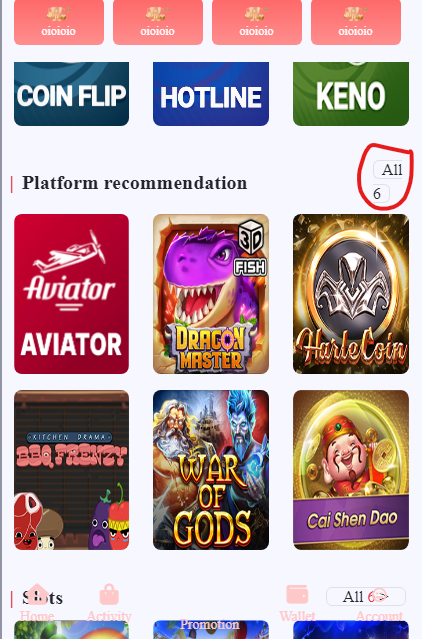 oioioio oioioio oioioio oioioio
COIN FLIP HOTLINE KENO
All
6
Platform recommendation
Aviator
AVIATOR
3D
FISH
DRAGON
MASTER
HarleCoin
KITCHEN DRAMA
BBQ FRENZY
WAR
OF
GODS
Cai Shen Dao
Slots
All 6 >
Home Activity Promotion Wallet Account